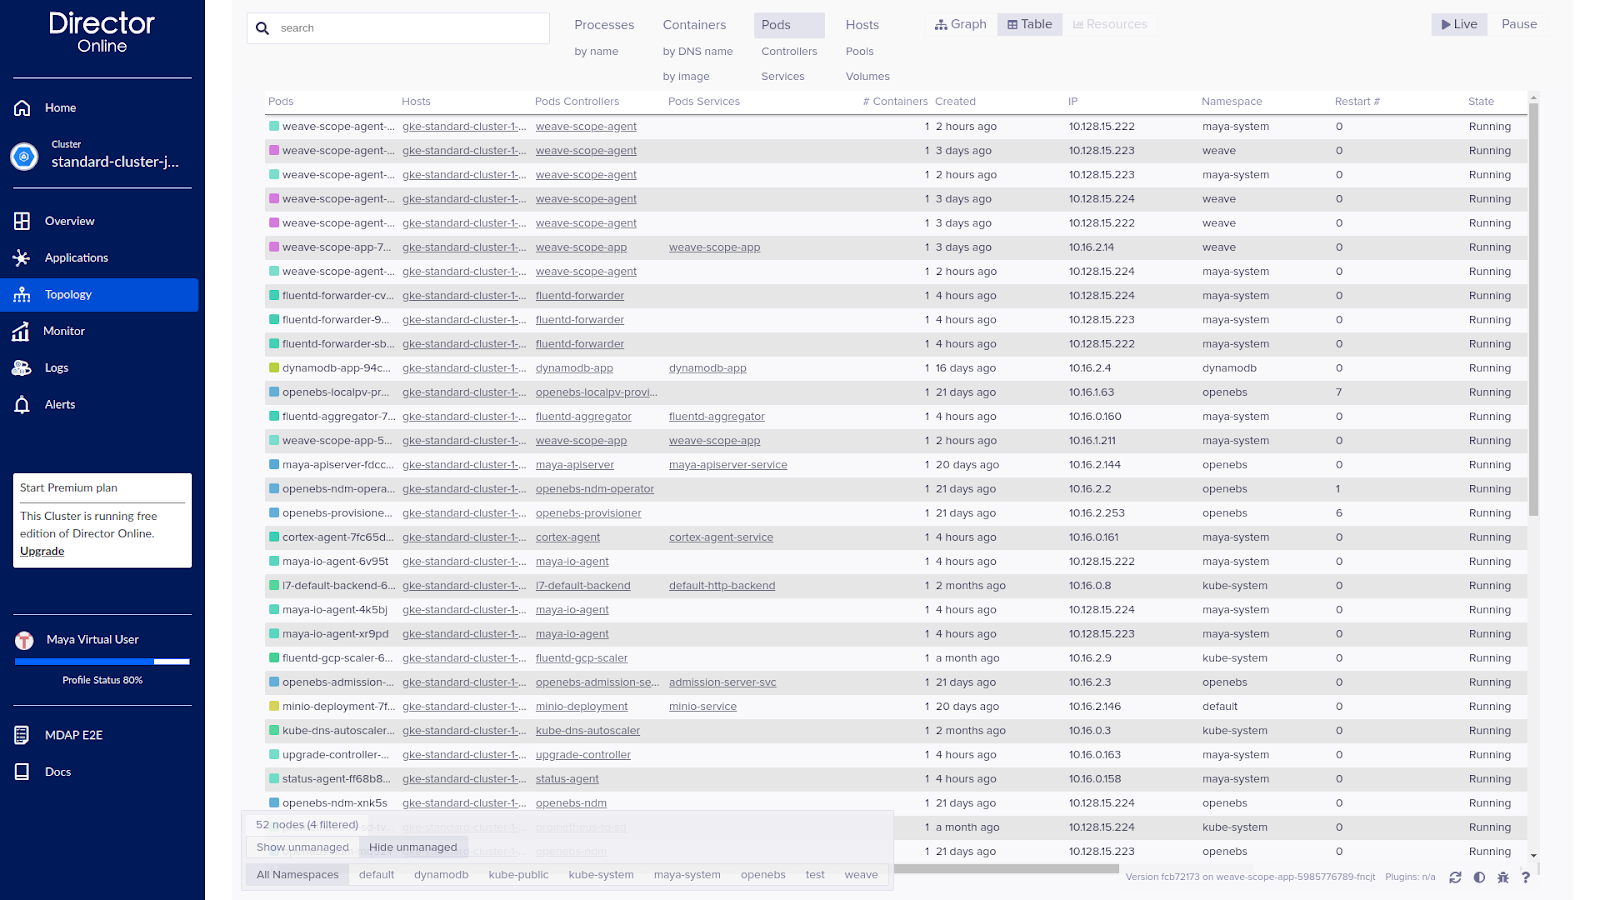 Director
Online
Home
Cluster
standard-cluster-j...
Overview
Applications
Topology
Monitor
Logs
Alerts
Start Premium plan
This Cluster is running free
edition of Director Online.
Upgrade
Maya Virtual User
Profile Status 80%
MDAP E2E
Docs
search
Processes Containers Pods Hosts Graph Table Resources Live Pause
by name by DNS name Controllers Pools
by image Services Volumes
Pods Hosts Pods Controllers Pods Services # Containers Created IP Namespace Restart # State
weave-scope-agent-... gke-standard-cluster-1-... weave-scope-agent 1 2 hours ago 10.128.15.222 maya-system 0 Running
weave-scope-agent-... gke-standard-cluster-1-... weave-scope-agent 1 3 days ago 10.128.15.223 weave 0 Running
weave-scope-agent-... gke-standard-cluster-1-... weave-scope-agent 1 2 hours ago 10.128.15.223 maya-system 0 Running
weave-scope-agent-... gke-standard-cluster-1-... weave-scope-agent 1 3 days ago 10.128.15.224 weave 0 Running
weave-scope-agent-... gke-standard-cluster-1-... weave-scope-agent 1 3 days ago 10.128.15.222 weave 0 Running
weave-scope-app-7... gke-standard-cluster-1-... weave-scope-app weave-scope-app 1 3 days ago 10.16.2.14 weave 0 Running
weave-scope-agent-... gke-standard-cluster-1-... weave-scope-agent 1 2 hours ago 10.128.15.224 maya-system 0 Running
fluentd-forwarder-cv... gke-standard-cluster-1-... fluentd-forwarder 1 4 hours ago 10.128.15.224 maya-system 0 Running
fluentd-forwarder-9... gke-standard-cluster-1-... fluentd-forwarder 1 4 hours ago 10.128.15.223 maya-system 0 Running
fluentd-forwarder-sb... gke-standard-cluster-1-... fluentd-forwarder 1 4 hours ago 10.128.15.222 maya-system 0 Running
dynamodb-app-94c... gke-standard-cluster-1-... dynamodb-app dynamodb-app 1 16 days ago 10.16.2.4 dynamodb 0 Running
openebs-localpv-pr... gke-standard-cluster-1-... openebs-localpv-provi... 1 21 days ago 10.16.1.63 openebs 7 Running
fluentd-aggregator-7... gke-standard-cluster-1-... fluentd-aggregator fluentd-aggregator 1 4 hours ago 10.16.0.160 maya-system 0 Running
weave-scope-app-5... gke-standard-cluster-1-... weave-scope-app weave-scope-app 1 2 hours ago 10.16.1.211 maya-system 0 Running
maya-apiserver-fdcc... gke-standard-cluster-1-... maya-apiserver maya-apiserver-service 1 20 days ago 10.16.2.144 openebs 0 Running
openebs-ndm-opera... gke-standard-cluster-1-... openebs-ndm-operator 1 21 days ago 10.16.2.2 openebs 1 Running
openebs-provisione... gke-standard-cluster-1-... openebs-provisioner 1 21 days ago 10.16.2.253 openebs 6 Running
cortex-agent-7fc65d... gke-standard-cluster-1-... cortex-agent cortex-agent-service 1 4 hours ago 10.16.0.161 maya-system 0 Running
maya-io-agent-6v95t gke-standard-cluster-1-... maya-io-agent 1 4 hours ago 10.128.15.222 maya-system 0 Running
l7-default-backend-6... gke-standard-cluster-1-... l7-default-backend default-http-backend 1 2 months ago 10.16.0.8 kube-system 0 Running
maya-io-agent-4k5bj gke-standard-cluster-1-... maya-io-agent 1 4 hours ago 10.128.15.224 maya-system 0 Running
maya-io-agent-xr9pd gke-standard-cluster-1-... maya-io-agent 1 4 hours ago 10.128.15.223 maya-system 0 Running
fluentd-gcp-scaler-6... gke-standard-cluster-1-... fluentd-gcp-scaler 1 a month ago 10.16.2.9 kube-system 0 Running
openebs-admission-... gke-standard-cluster-1-... openebs-admission-se... admission-server-svc 1 21 days ago 10.16.2.3 openebs 0 Running
minio-deployment-7f... gke-standard-cluster-1-... minio-deployment minio-service 1 20 days ago 10.16.2.146 default 0 Running
kube-dns-autoscaler... gke-standard-cluster-1-... kube-dns-autoscaler 1 2 months ago 10.16.0.3 kube-system 0 Running
upgrade-controller-... gke-standard-cluster-1-... upgrade-controller 1 4 hours ago 10.16.0.163 maya-system 0 Running
status-agent-ff68b8... gke-standard-cluster-1-... status-agent 1 4 hours ago 10.16.0.158 maya-system 0 Running
openebs-ndm-xnk5s gke-standard-cluster-1-... openebs-ndm 1 21 days ago 10.128.15.224 openebs 0 Running
prometheus-to-sd 1 a month ago 10.128.15.224 kube-system 0 Running
openebs-ndm 1 21 days ago 10.128.15.223 openebs 0 Running
52 nodes (4 filtered)
Show unmanaged Hide unmanaged
All Namespaces default dynamodb kube-public kube-system maya-system openebs test weave
Version fcb72173 on weave-scope-app-5985776789-fncjt Plugins: n/a ?